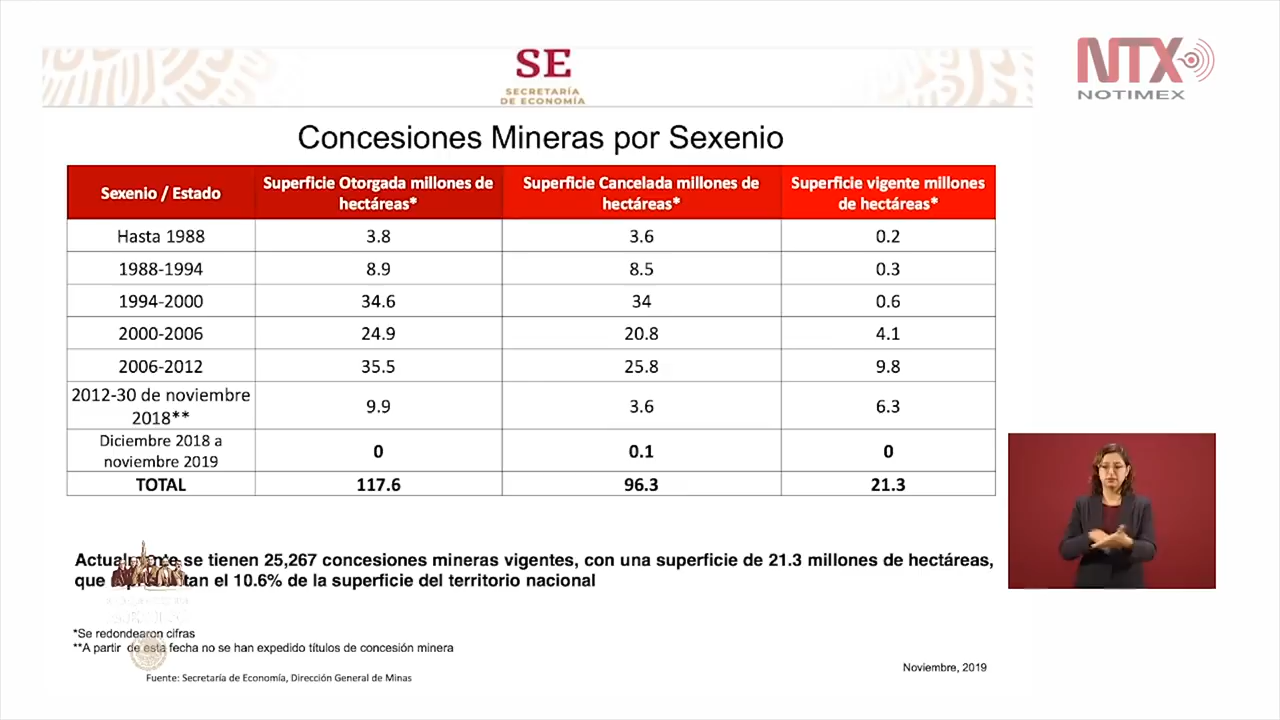 SE
SECRETARÍA
DE ECONOMÍA
NTX
NOTIMEX
Concesiones Mineras por Sexenio
Sexenio / Estado
Superficie Otorgada millones de
hectáreas*
Superficie Cancelada millones de
hectáreas*
Superficie vigente millones
de hectáreas*
Hasta 1988 3.8 3.6 0.2
1988-1994 8.9 8.5 0.3
1994-2000 34.6 34 0.6
2000-2006 24.9 20.8 4.1
2006-2012 35.5 25.8 9.8
2012-30 de noviembre
2018** 9.9 3.6 6.3
Diciembre 2018 a
noviembre 2019 0 0.1 0
TOTAL 117.6 96.3 21.3
se tienen 25,267 concesiones mineras vigentes, con una superficie de 21.3 millones de hectáreas,
que el 10.6% de la superficie del territorio nacional
*Se redondearon cifras
**A partir de esta fecha no se han expedido títulos de concesión minera
Noviembre, 2019
Fuente: Secretaría de Economía, Dirección General de Minas